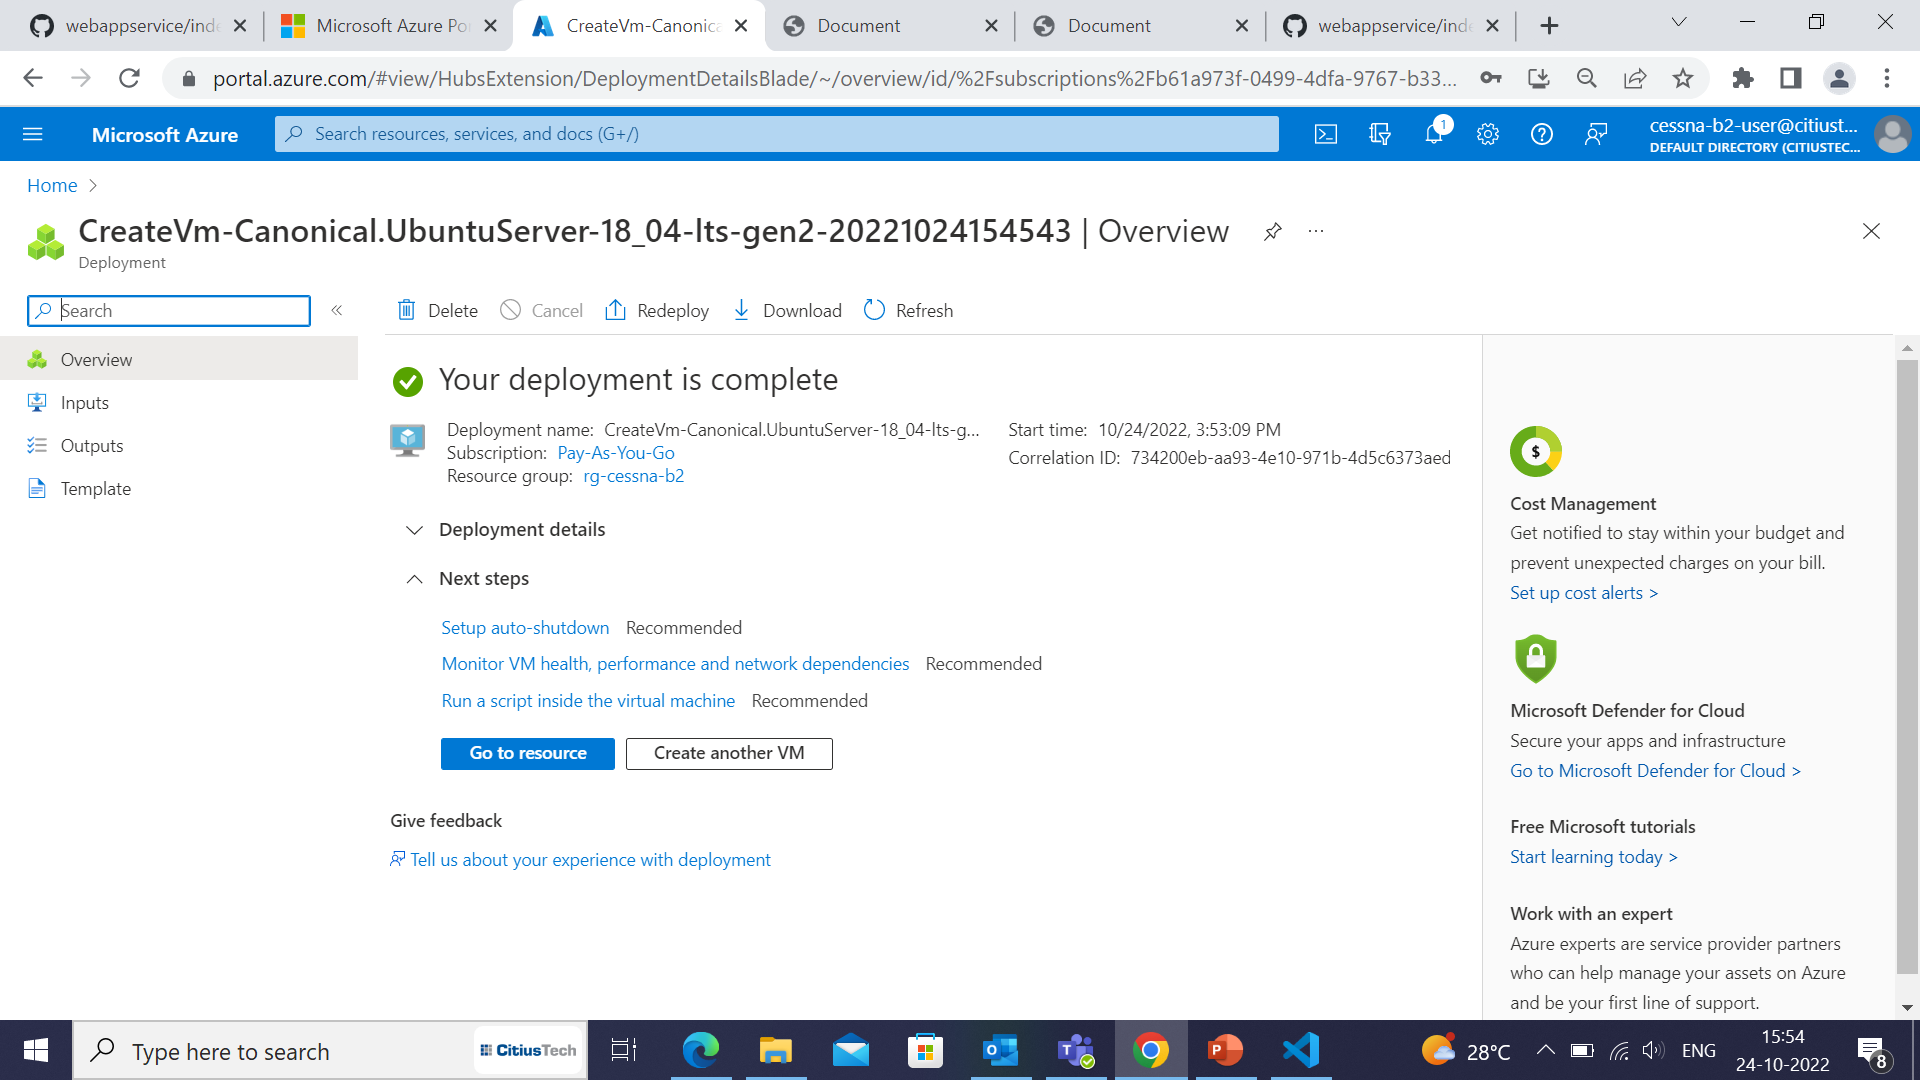 webappservice/inde
Microsoft Azure Po
CreateVm-Canonica
Document
Document
webappservice/inde
portal.azure.com/#view/HubsExtension/DeploymentDetailsBlade/~/overview/id/%2Fsubscriptions%2Fb61a973f-0499-4dfa-9767-b33...
Microsoft Azure
Search resources, services, and docs (G+/)
1
cessna-b2-user@citiust...
DEFAULT DIRECTORY (CITIUSTEC...
Home
CreateVm-Canonical.UbuntuServer-18_04-lts-gen2-20221024154543 | Overview
Deployment
Search
Delete
Cancel
Redeploy
Download
Refresh
Overview
Inputs
Outputs
Template
Your deployment is complete
Deployment name: CreateVm-Canonical.UbuntuServer-18_04-lts-g...
Subscription: Pay-As-You-Go
Resource group: rg-cessna-b2
Start time: 10/24/2022, 3:53:09 PM
Correlation ID: 734200eb-aa93-4e10-971b-4d5c6373aed
Deployment details
Next steps
Setup auto-shutdown Recommended
Monitor VM health, performance and network dependencies Recommended
Run a script inside the virtual machine Recommended
Go to resource
Create another VM
Give feedback
Tell us about your experience with deployment
$
Cost Management
Get notified to stay within your budget and
prevent unexpected charges on your bill.
Set up cost alerts >
Microsoft Defender for Cloud
Secure your apps and infrastructure
Go to Microsoft Defender for Cloud >
Free Microsoft tutorials
Start learning today >
Work with an expert
Azure experts are service provider partners
who can help manage your assets on Azure
and be your first line of support.
Type here to search
CitiusTech
28°C
ENG
15:54
24-10-2022
8